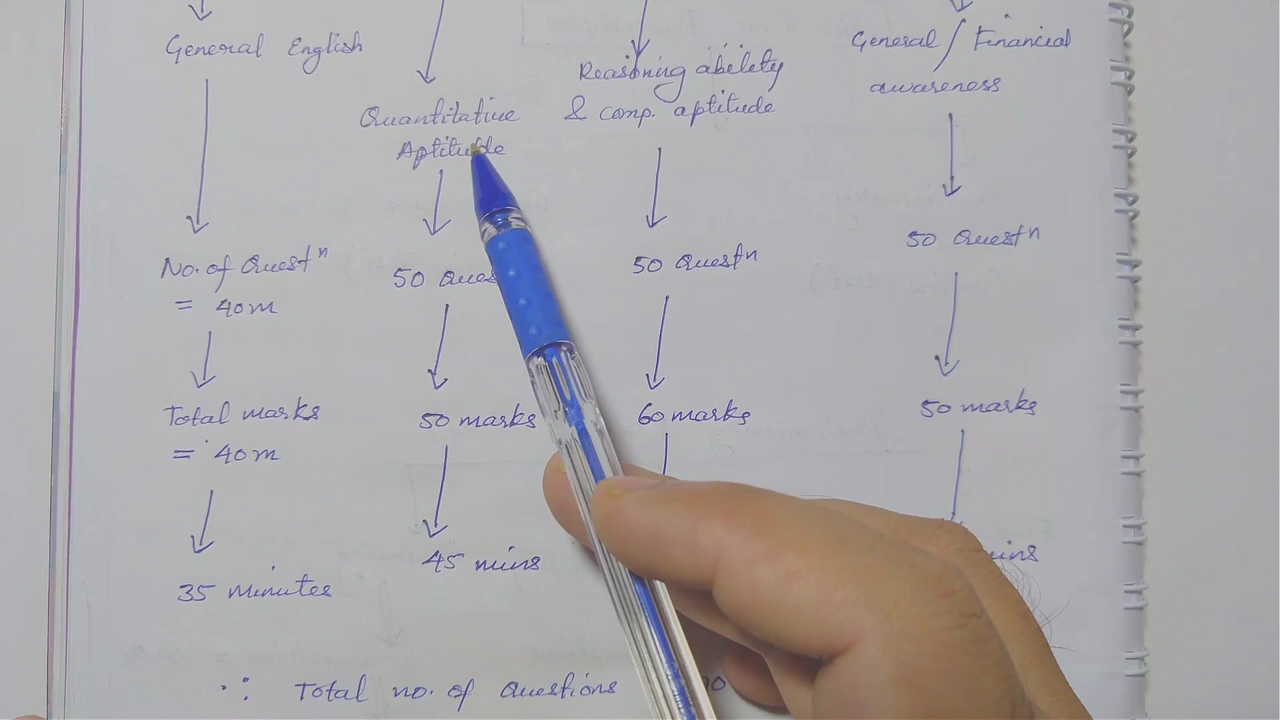 General English
No. of Questⁿ
= 40m
Total marks
= 40m
35 minutes
Quantitative
Aptitude
50
50 marks
45 mins
Reasoning ability
& comp. aptitude
50 Questn
60 marks
General / Financial
awareness
50 Questⁿ
50 marks
∴ Total no. of Questions